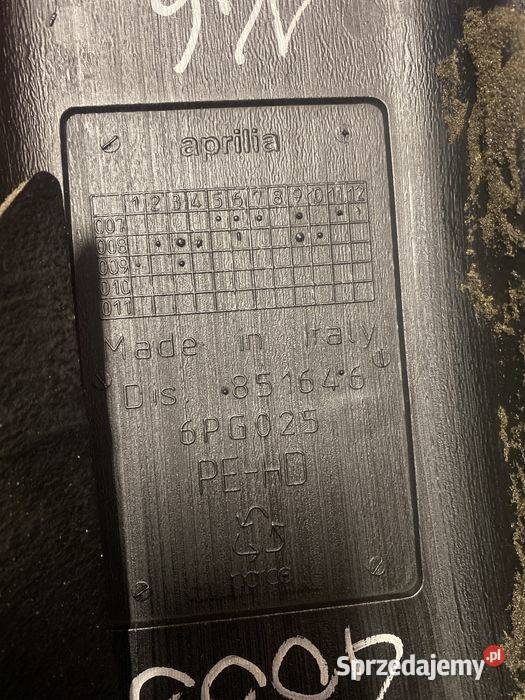 aprilia
1 2 3 4 5 6 7 8 9 10 11 12
007
008
009
010
011
Made in Italy
Dis. 851646
6PG025
PE-HD
Sprzedajemy.pl